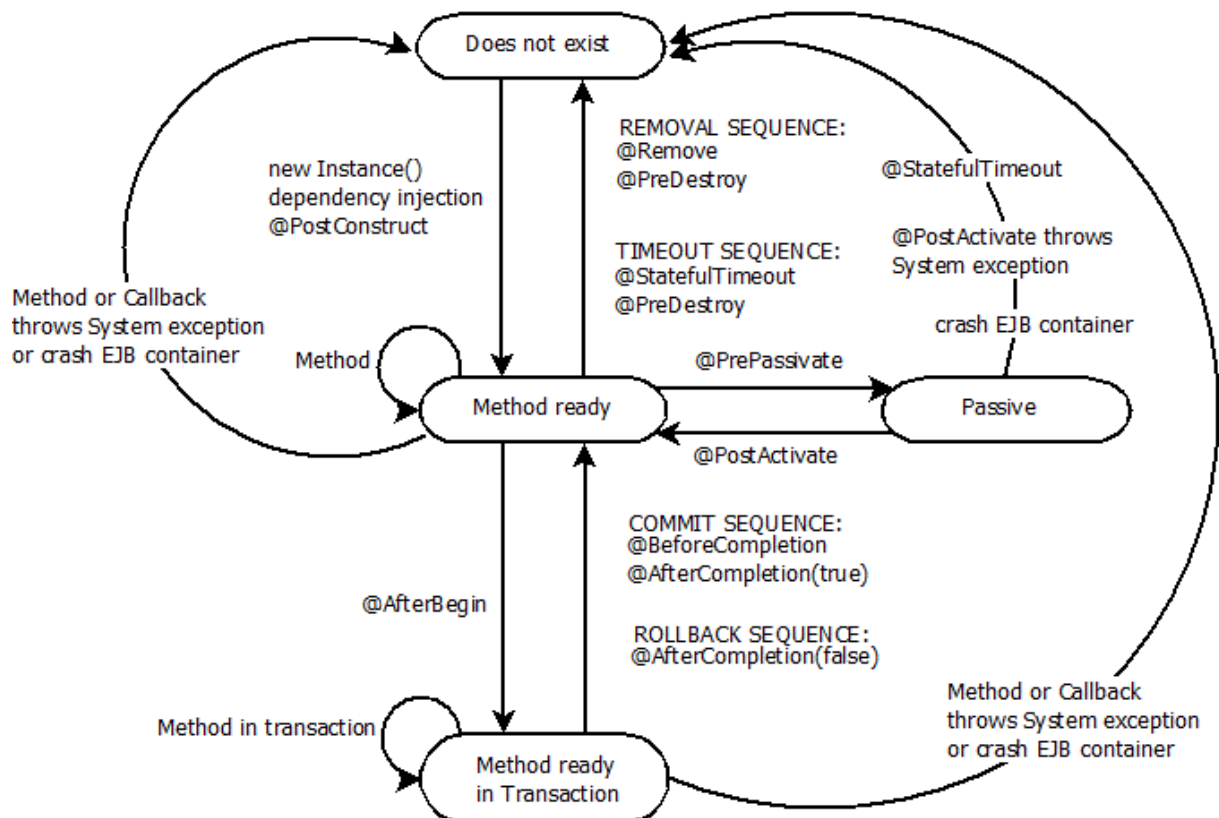 Does not exist
REMOVAL SEQUENCE:
@Remove
@PreDestroy
new Instance()
dependency injection
@PostConstruct
@StatefulTimeout
TIMEOUT SEQUENCE:
@StatefulTimeout
@PreDestroy
@PostActivate throws
System exception
Method or Callback
throws System exception
or crash EJB container
crash EJB container
Method
@PrePassivate
Method ready
Passive
@PostActivate
COMMIT SEQUENCE:
@BeforeCompletion
@AfterCompletion(true)
@AfterBegin
ROLLBACK SEQUENCE:
@AfterCompletion(false)
Method or Callback
throws System exception
or crash EJB container
Method in transaction
Method ready
in Transaction